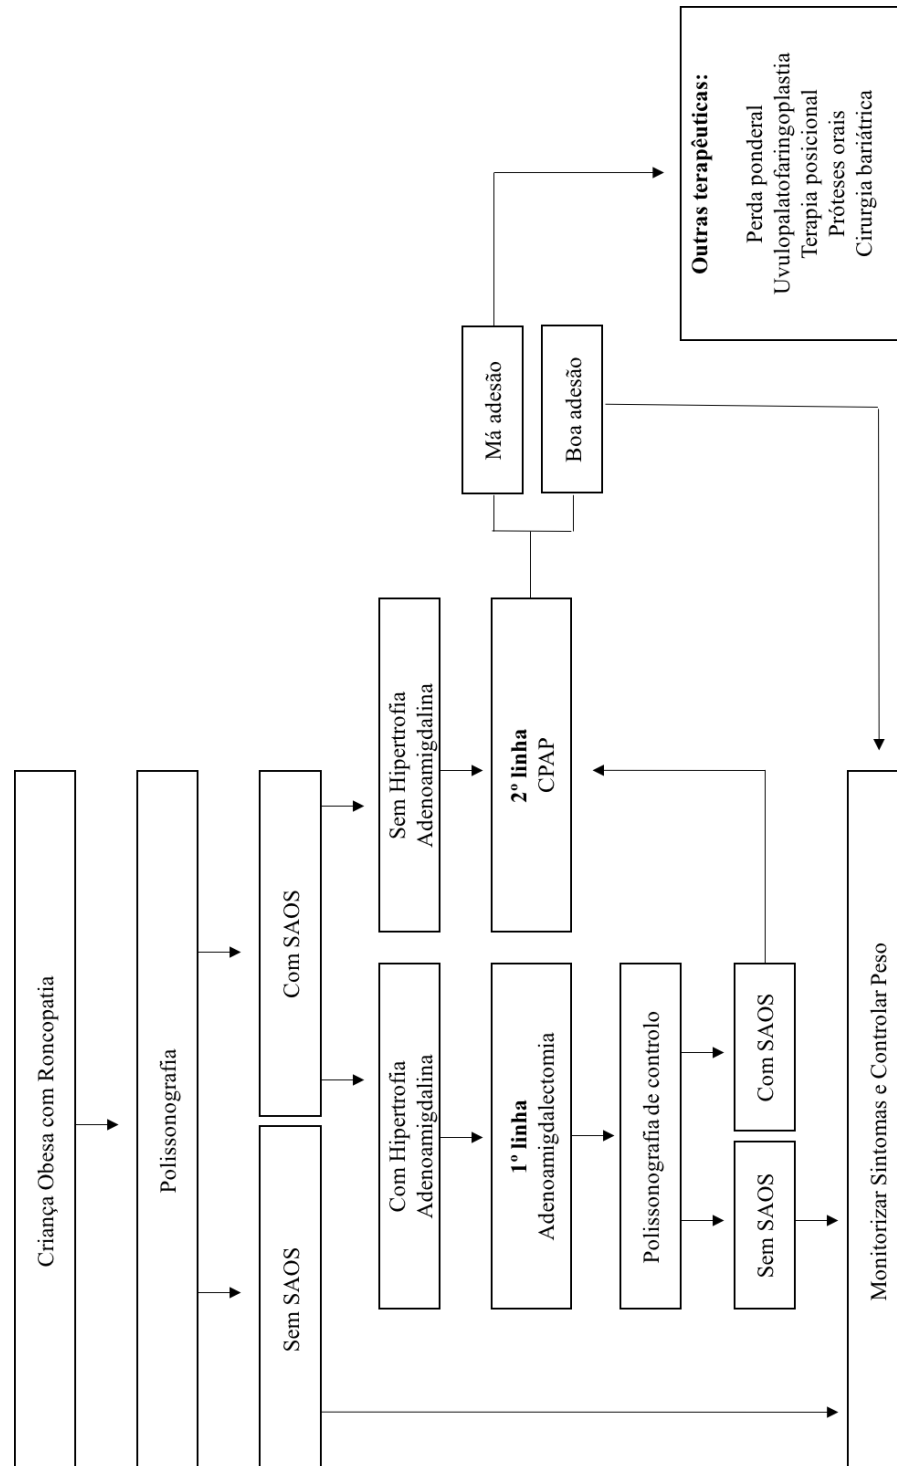 Criança Obesa com Roncopatia
Polissonografia
Sem SAOS
Com SAOS
Com Hipertrofia
Adenoamigdalina
Sem Hipertrofia
Adenoamigdalina
1º linha
Adenoamigdalectomia
2º linha
CPAP
Má adesão
Boa adesão
Polissonografia de controlo
Sem SAOS
Com SAOS
Outras terapêuticas:
Perda ponderal
Uvulopalatofaringoplastia
Terapia posicional
Próteses orais
Cirurgia bariátrica
Monitorizar Sintomas e Controlar Peso